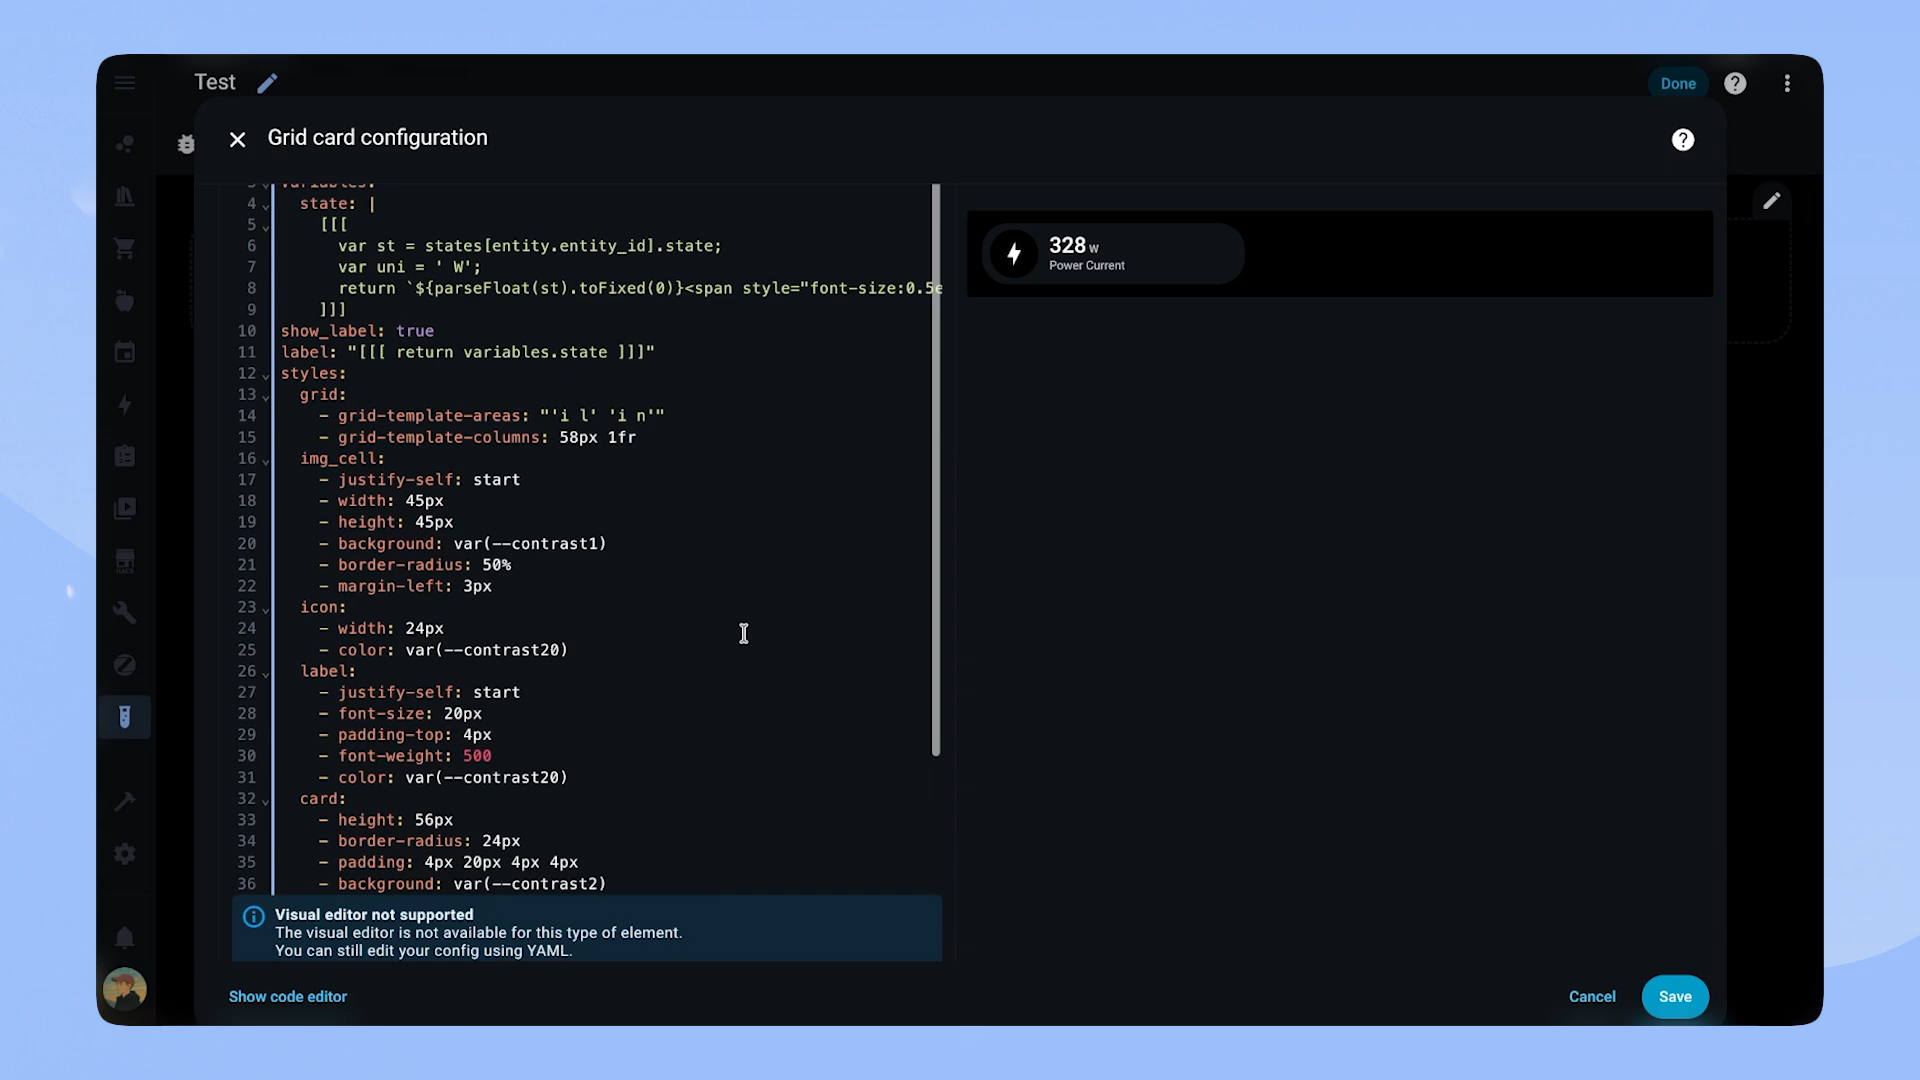 Test
Done
Grid card configuration
3 variables:
4 state: |
5 [[[
6 var st = states[entity.entity_id].state;
7 var uni = ' W';
8 return `${parseFloat(st).toFixed(0)}<span style="font-size:0.5e
9 ]]]
10 show_label: true
11 label: "[[[ return variables.state ]]]"
12 styles:
13 grid:
14 - grid-template-areas: "'i l' 'i n'"
15 - grid-template-columns: 58px 1fr
16 img_cell:
17 - justify-self: start
18 - width: 45px
19 - height: 45px
20 - background: var(--contrast1)
21 - border-radius: 50%
22 - margin-left: 3px
23 icon:
24 - width: 24px
25 - color: var(--contrast20)
26 label:
27 - justify-self: start
28 - font-size: 20px
29 - padding-top: 4px
30 - font-weight: 500
31 - color: var(--contrast20)
32 card:
33 - height: 56px
34 - border-radius: 24px
35 - padding: 4px 20px 4px 4px
36 - background: var(--contrast2)
328 W
Power Current
HACS
Visual editor not supported
The visual editor is not available for this type of element.
You can still edit your config using YAML.
Show code editor
Cancel
Save